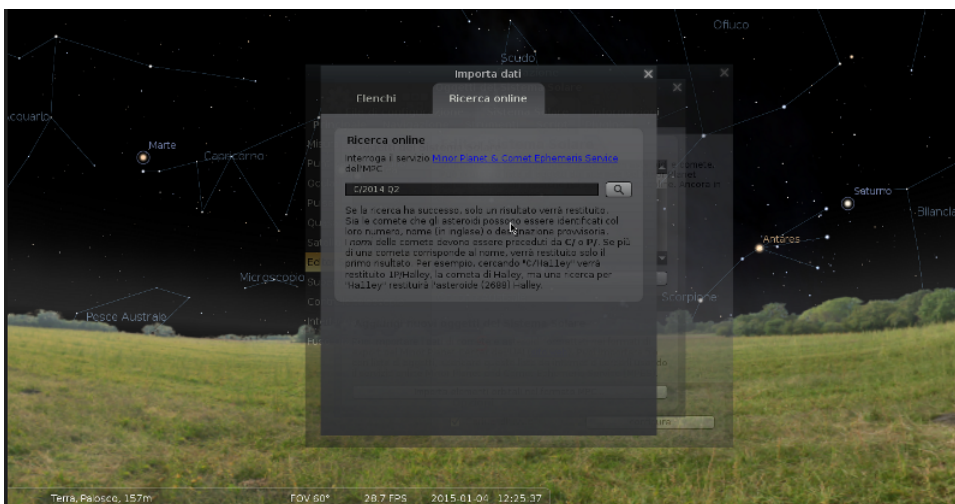 Ofiuco
Scudo
Importa dati
Elenchi
Ricerca online
Ricerca online
Interroga il servizio Minor Planet & Comet Ephemeris Service
dell'MPC
C/2014 Q2
Se la ricerca ha successo, solo un risultato verrà restituito.
Sia le comete che gli asteroidi possono essere identificati col
loro numero, nome (in inglese) o designazione provvisoria.
I nomi delle comete devono essere preceduti da C/ o P/. Se più
di una cometa corrisponde al nome, verrà restituito solo il
primo risultato. Per esempio, cercando "C/Halley" verrà
restituito 1P/Halley, la cometa di Halley, ma una ricerca per
"Halley" restituirà l'asteroide (2688) Halley.
cquario
Marte
Capricorno
Saturno
Bilancia
Antares
Microscopio
Scorpione
Pesce Australe
Terra, Palosco, 157m
FOV 60°
28.7 FPS
2015-01-04 12:25:37